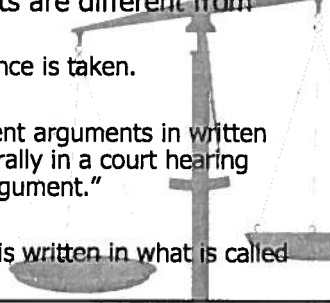 ts are different from
nce is taken.
ent arguments in written
rally in a court hearing
rgument."
is written in what is called